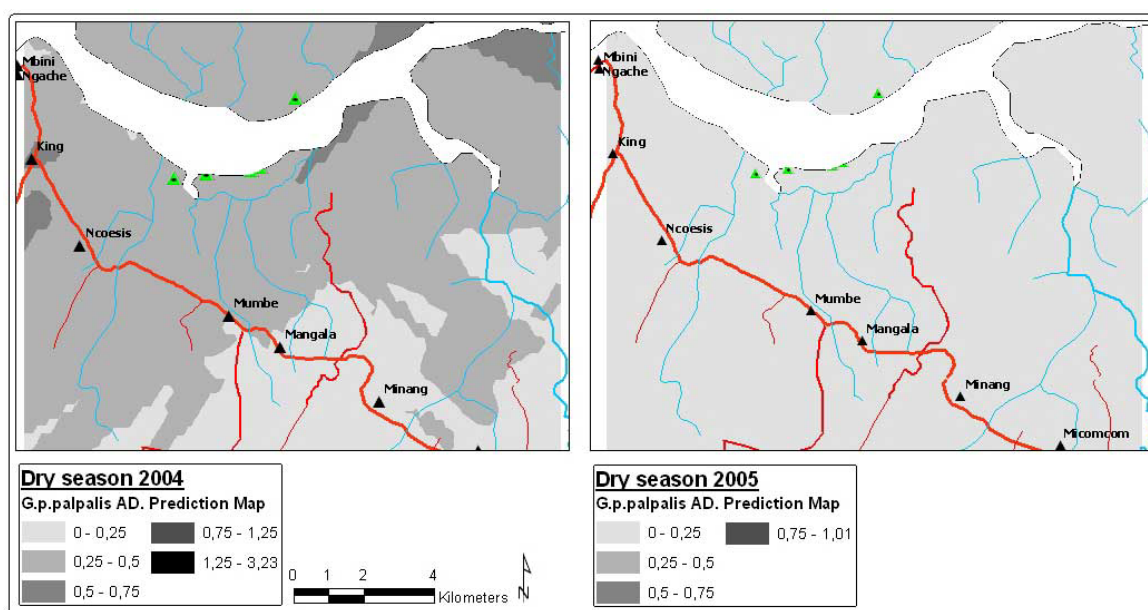 Mbini
Ngache
King
Ncoesis
Mumbe
Mangala
Minang
Dry season 2004
G.p.palpalis AD. Prediction Map
0 - 0,25
0,75 - 1,25
0,25 - 0,5
1,25 - 3,23
0,5 - 0,75
0 1 2 4
Kilometers
N
Mbini
Ngache
King
Ncoesis
Mumbe
Mangala
Minang
Micomcom
Dry season 2005
G.p.palpalis AD. Prediction Map
0 - 0,25
0,75 - 1,01
0,25 - 0,5
0,5 - 0,75